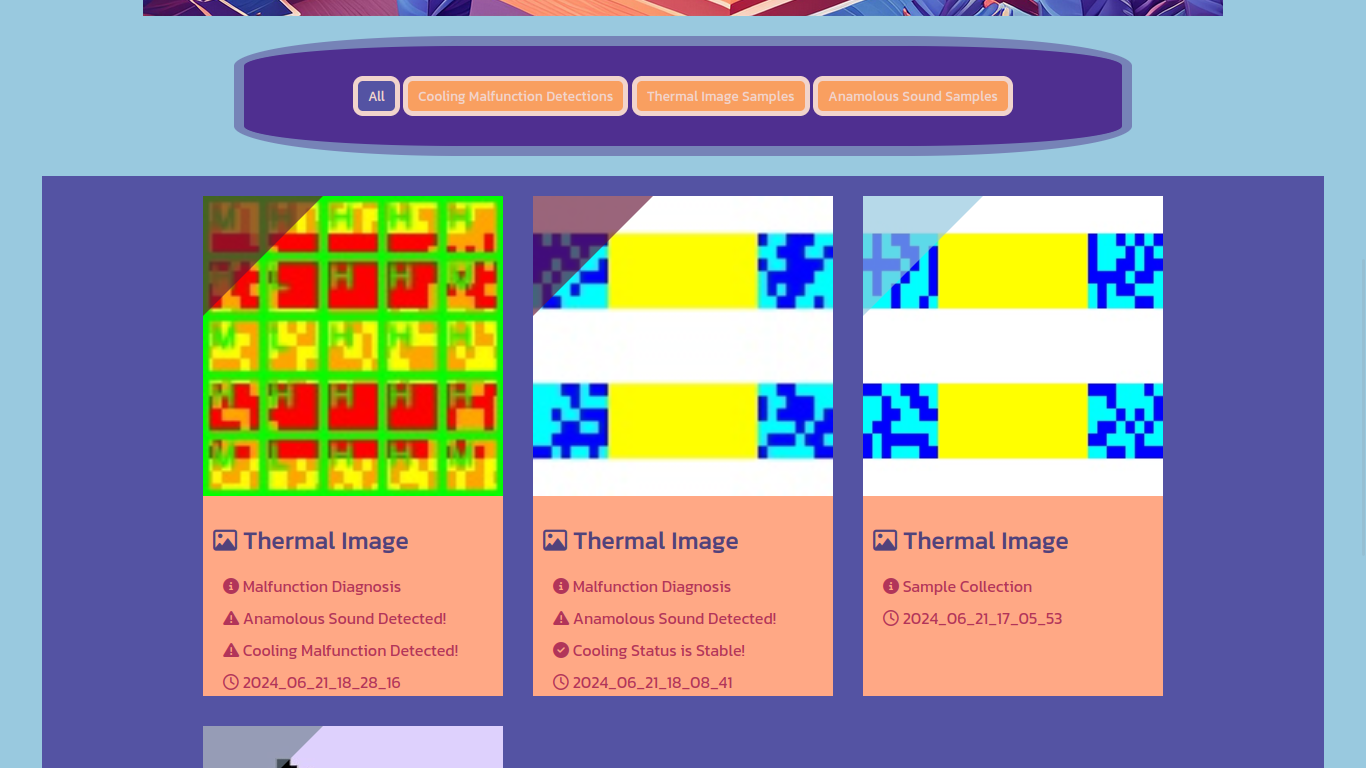 All Cooling Malfunction Detections Thermal Image Samples Anamolous Sound Samples
Thermal Image
Malfunction Diagnosis
Anamolous Sound Detected!
Cooling Malfunction Detected!
2024_06_21_18_28_16
Thermal Image
Malfunction Diagnosis
Anamolous Sound Detected!
Cooling Status is Stable!
2024_06_21_18_08_41
Thermal Image
Sample Collection
2024_06_21_17_05_53